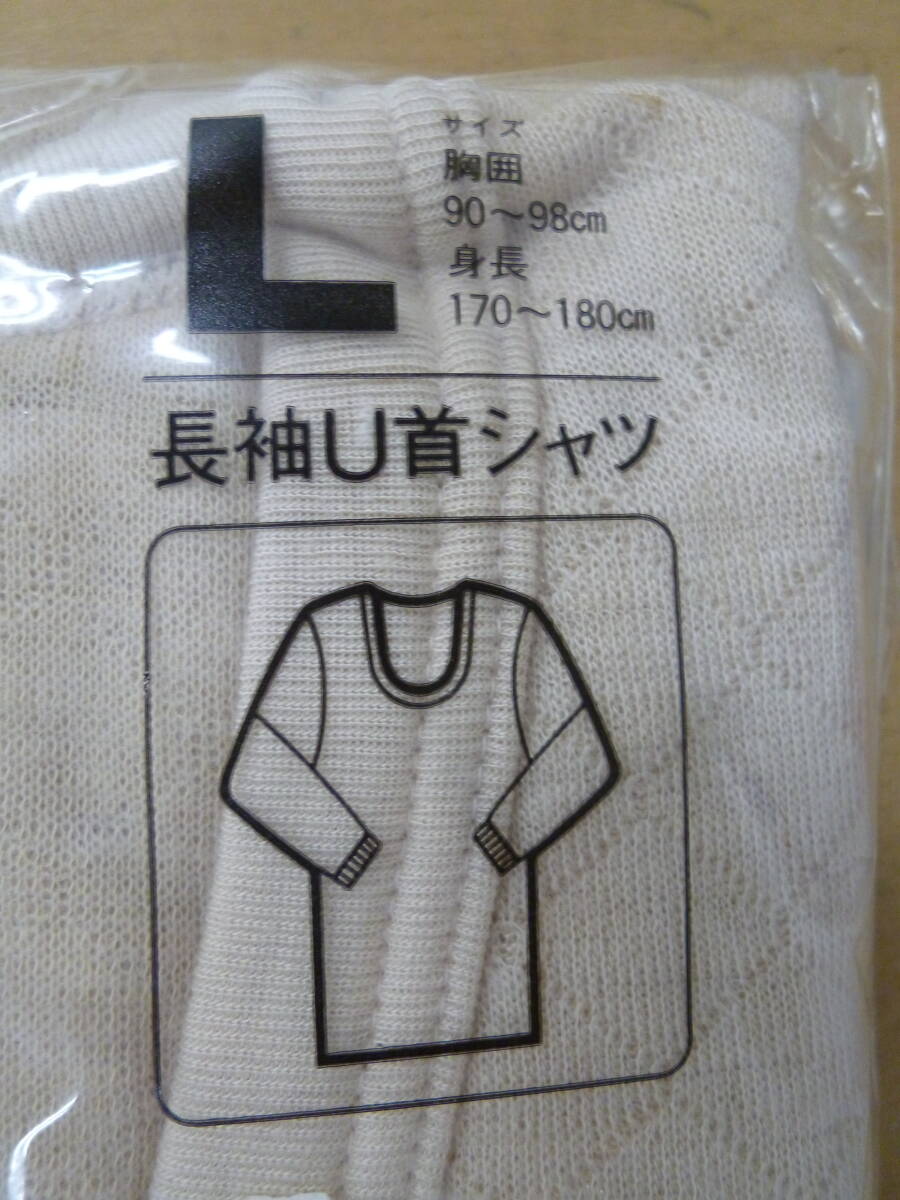 L
サイズ
胸囲
90～98cm
身長
170～180cm
長袖U首シャツ